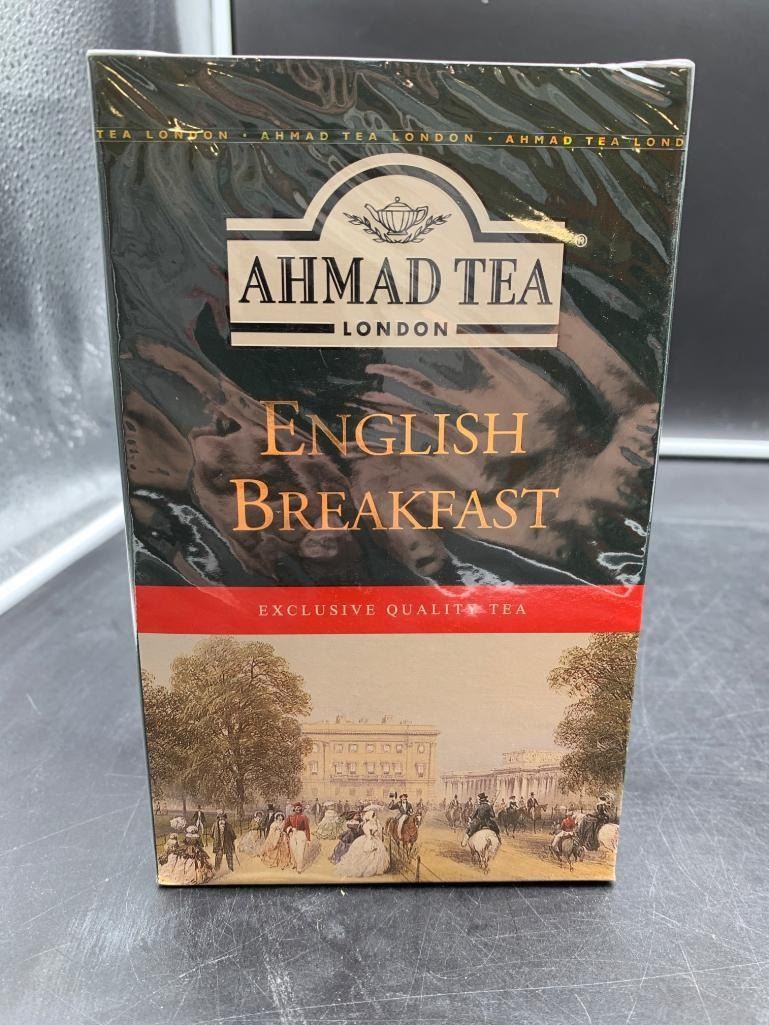 TEA LONDON • AHMAD TEA LONDON • AHMAD TEA LOND
AHMAD TEA®
LONDON
ENGLISH
BREAKFAST
EXCLUSIVE QUALITY TEA